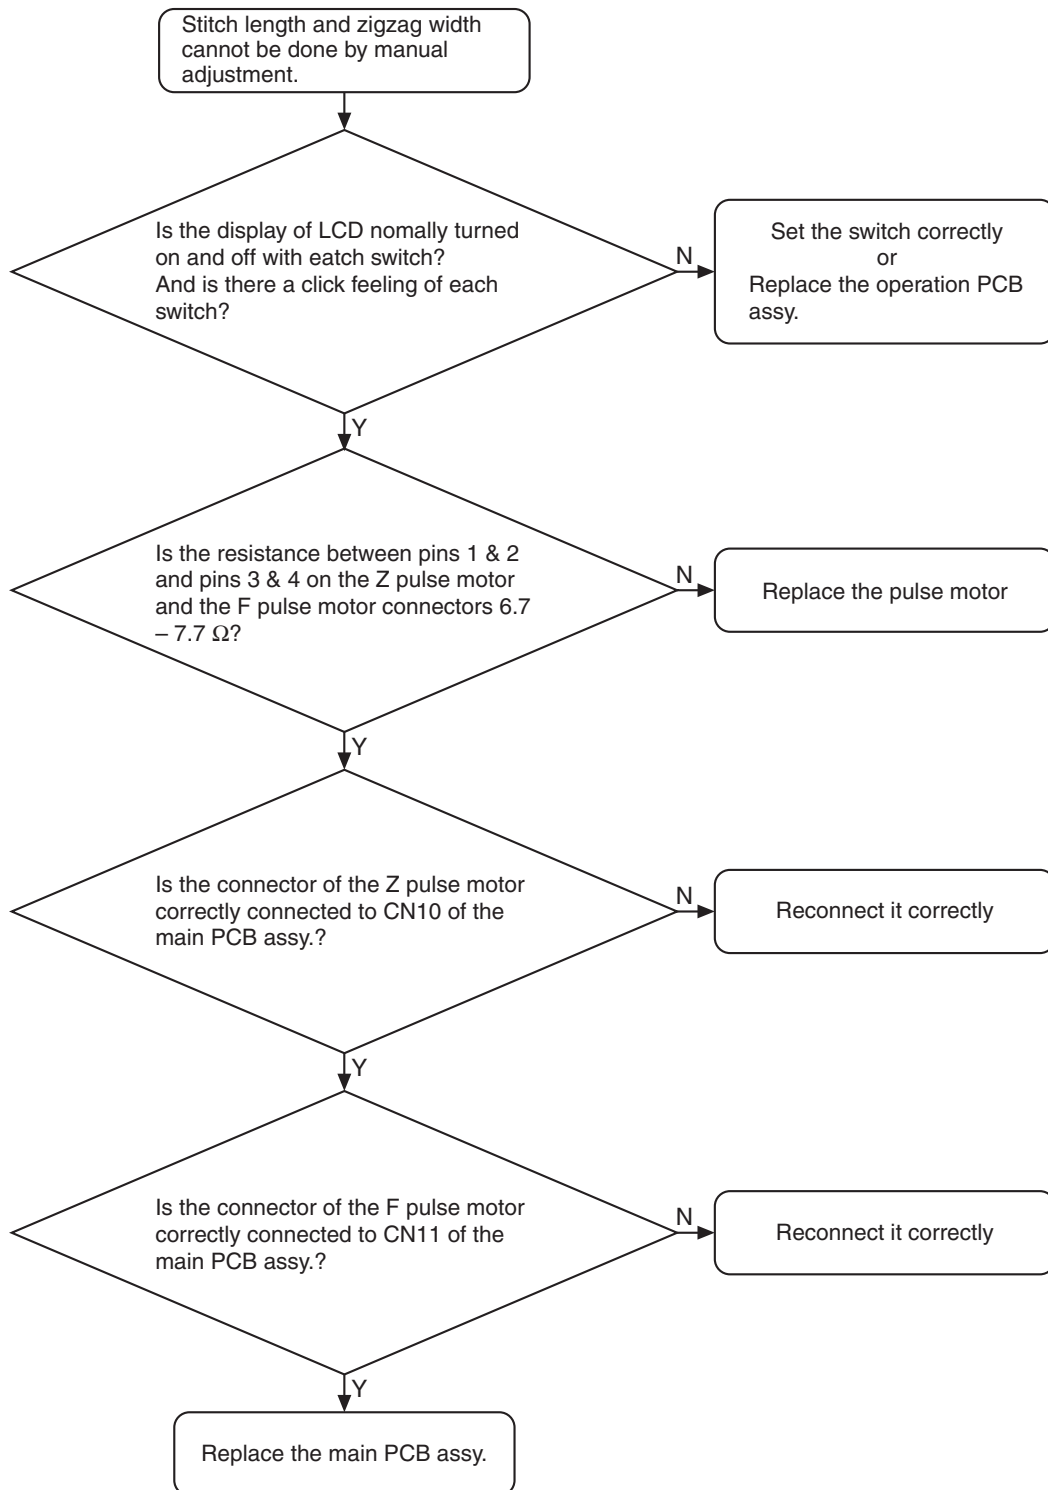 Stitch length and zigzag width
cannot be done by manual
adjustment.
Is the display of LCD nomally turned
on and off with eatch switch?
And is there a click feeling of each
switch?
N
Set the switch correctly
or
Replace the operation PCB
assy.
Y
Is the resistance between pins 1 & 2
and pins 3 & 4 on the Z pulse motor
and the F pulse motor connectors 6.7
– 7.7 Ω?
N
Replace the pulse motor
Y
Is the connector of the Z pulse motor
correctly connected to CN10 of the
main PCB assy.?
N
Reconnect it correctly
Y
Is the connector of the F pulse motor
correctly connected to CN11 of the
main PCB assy.?
N
Reconnect it correctly
Y
Replace the main PCB assy.